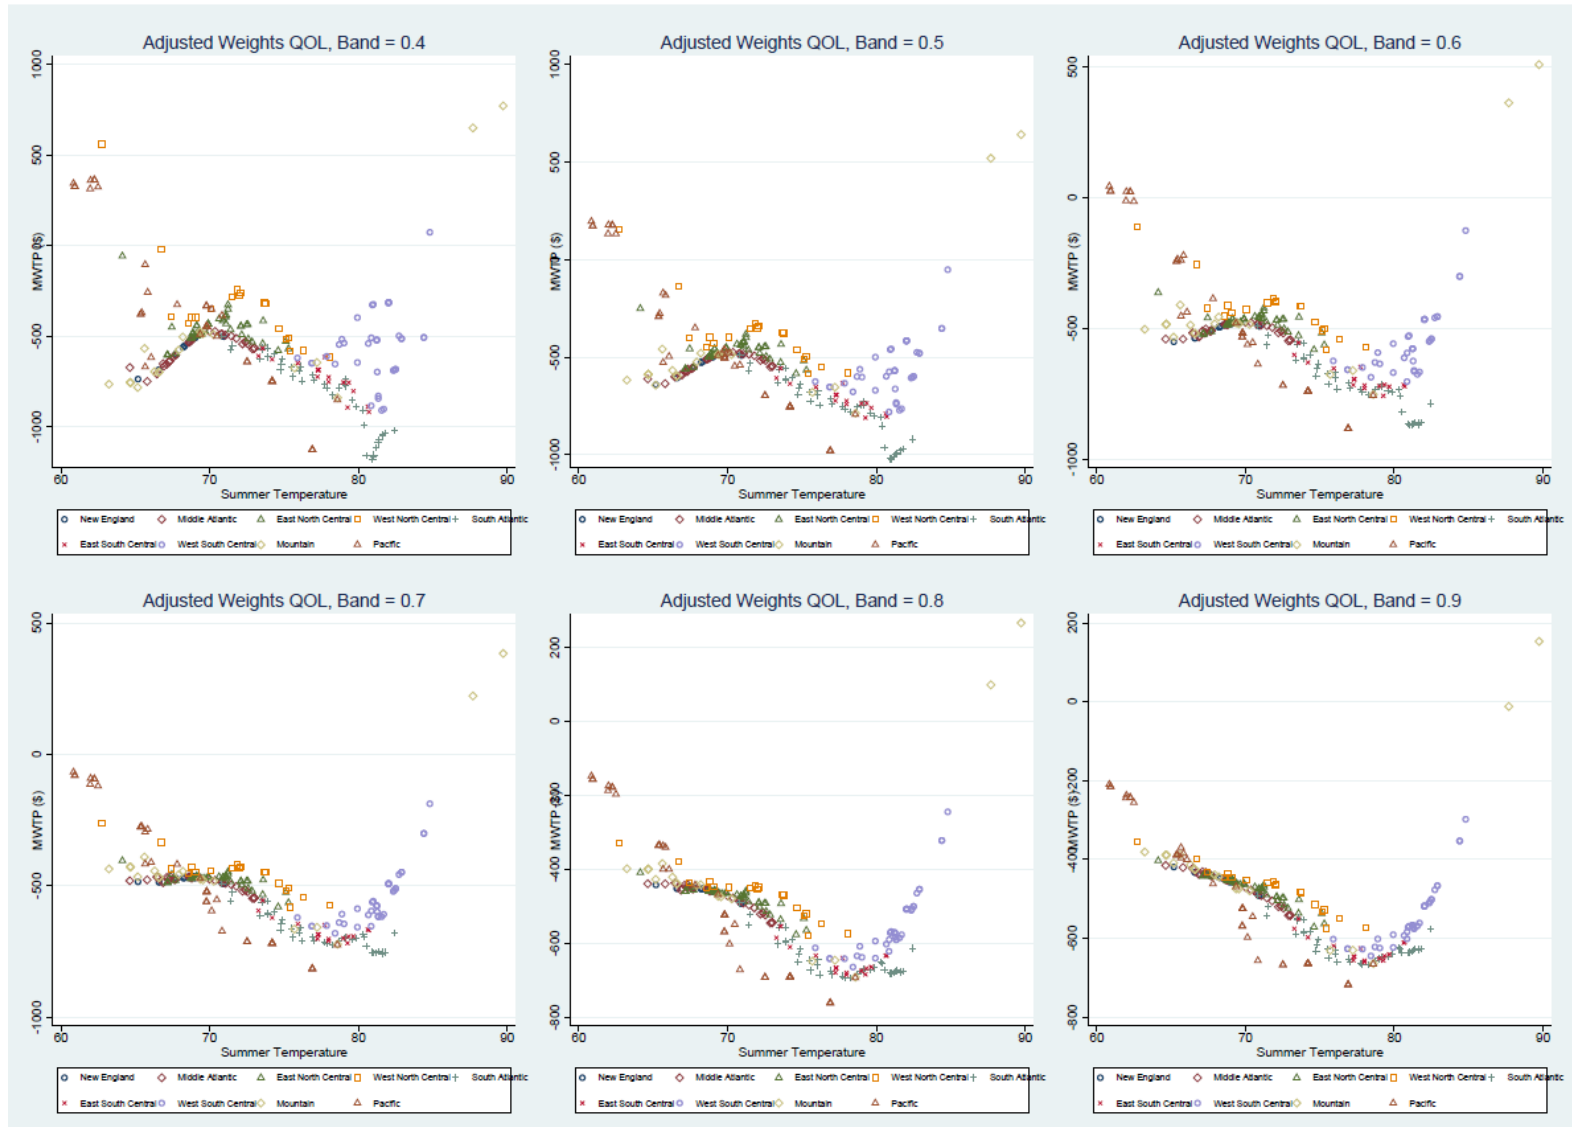 Adjusted Weights QOL, Band = 0.4
MWTP ($)
1000
500
0
-500
-1000
60 70 80 90
Summer Temperature
New England Middle Atlantic East North Central West North Central South Atlantic
East South Central West South Central Mountain Pacific
Adjusted Weights QOL, Band = 0.5
MWTP ($)
1000
500
0
-500
-1000
60 70 80 90
Summer Temperature
New England Middle Atlantic East North Central West North Central South Atlantic
East South Central West South Central Mountain Pacific
Adjusted Weights QOL, Band = 0.6
MWTP ($)
500
0
-500
-1000
60 70 80 90
Summer Temperature
New England Middle Atlantic East North Central West North Central South Atlantic
East South Central West South Central Mountain Pacific
Adjusted Weights QOL, Band = 0.7
MWTP ($)
500
0
-500
-1000
60 70 80 90
Summer Temperature
New England Middle Atlantic East North Central West North Central South Atlantic
East South Central West South Central Mountain Pacific
Adjusted Weights QOL, Band = 0.8
MWTP ($)
200
0
-200
-400
-600
-800
60 70 80 90
Summer Temperature
New England Middle Atlantic East North Central West North Central South Atlantic
East South Central West South Central Mountain Pacific
Adjusted Weights QOL, Band = 0.9
MWTP ($)
200
0
-200
-400
-600
-800
60 70 80 90
Summer Temperature
New England Middle Atlantic East North Central West North Central South Atlantic
East South Central West South Central Mountain Pacific